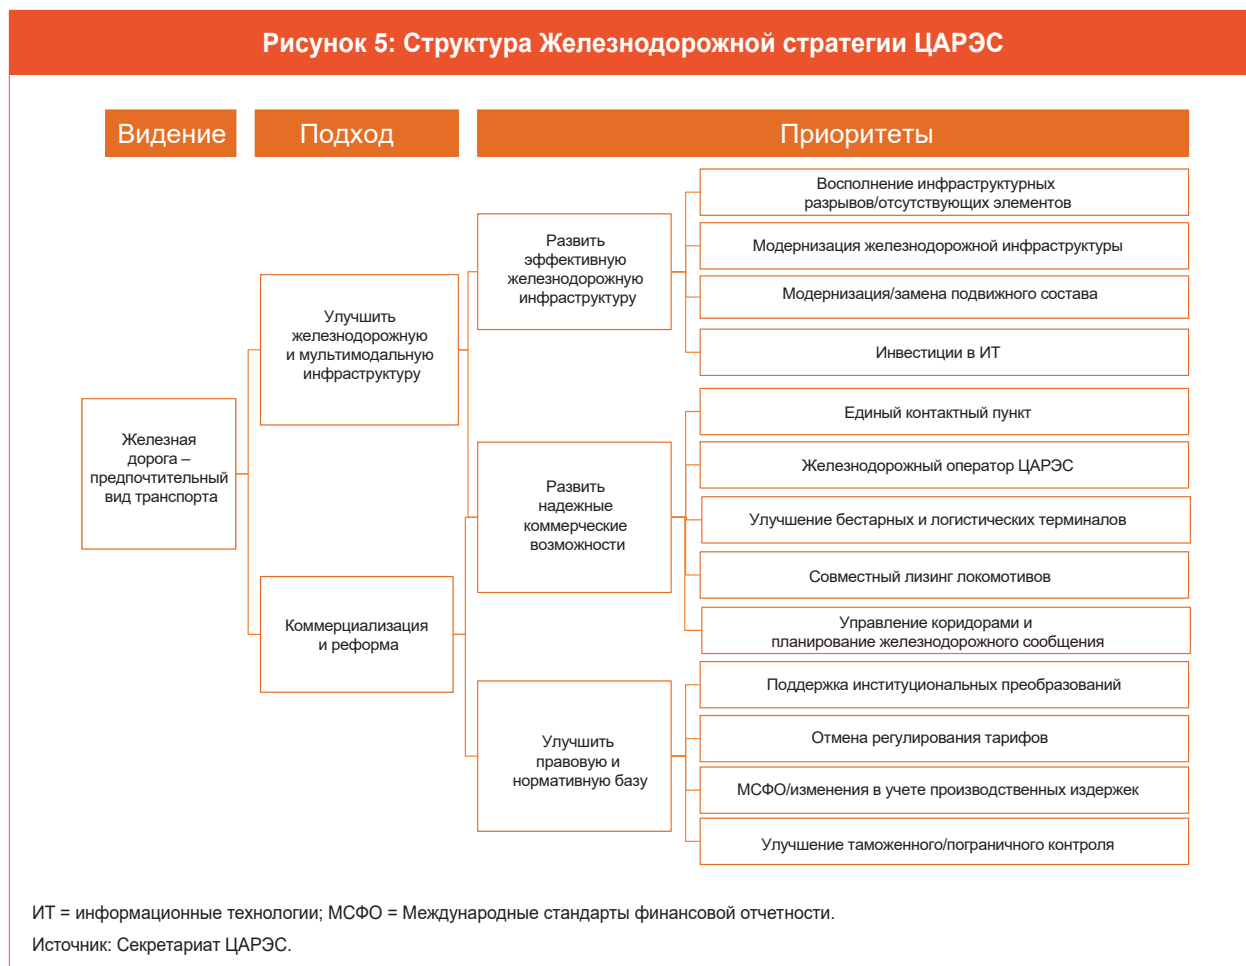 Рисунок 5: Структура Железнодорожной стратегии ЦАРЭС
Видение
Подход
Приоритеты
Железная
дорога –
предпочтительный
вид транспорта
Улучшить
железнодорожную
и мультимодальную
инфраструктуру
Коммерциализация
и реформа
Развить
эффективную
железнодорожную
инфраструктуру
Восполнение инфраструктурных
разрывов/отсутствующих элементов
Модернизация железнодорожной инфраструктуры
Модернизация/замена подвижного состава
Инвестиции в ИТ
Развить
надежные
коммерческие
возможности
Единый контактный пункт
Железнодорожный оператор ЦАРЭС
Улучшение бестарных и логистических терминалов
Совместный лизинг локомотивов
Управление коридорами и
планирование железнодорожного сообщения
Улучшить
правовую и
нормативную базу
Поддержка институциональных преобразований
Отмена регулирования тарифов
МСФО/изменения в учете производственных издержек
Улучшение таможенного/пограничного контроля
ИТ = информационные технологии; МСФО = Международные стандарты финансовой отчетности.
Источник: Секретариат ЦАРЭС.